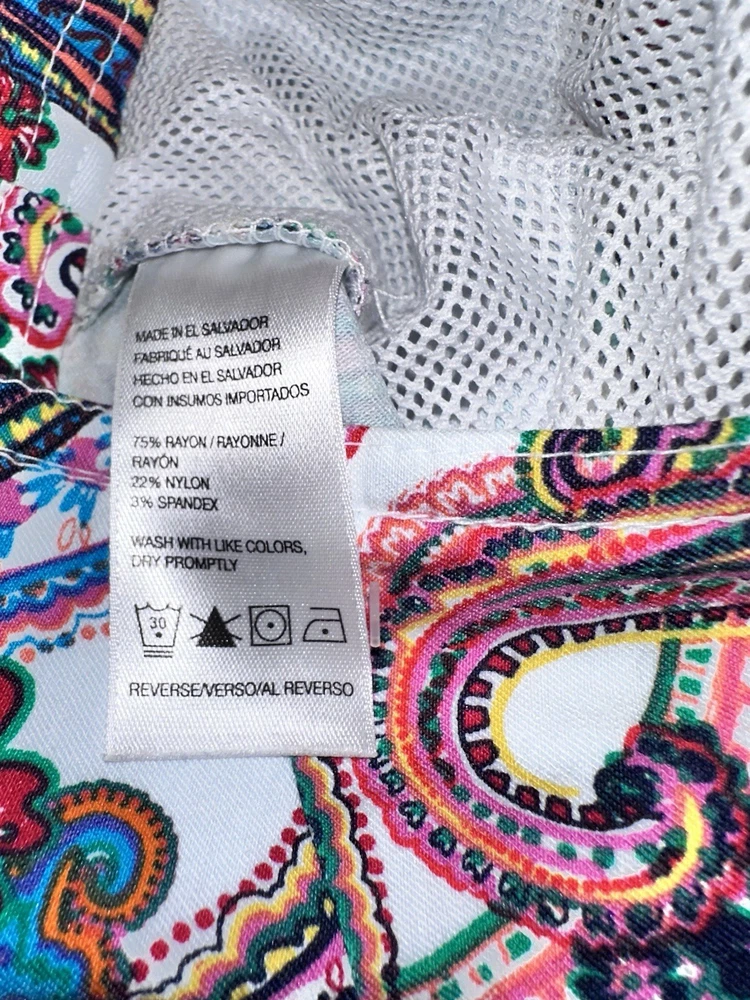 MADE IN EL SALVADOR
FABRIQUÉ AU SALVADOR
HECHO EN EL SALVADOR
CON INSUMOS IMPORTADOS
75% RAYON / RAYONNE /
RAYÓN
22% NYLON
3% SPANDEX
WASH WITH LIKE COLORS,
DRY PROMPTLY
30
REVERSE/VERSO/AL REVERSO